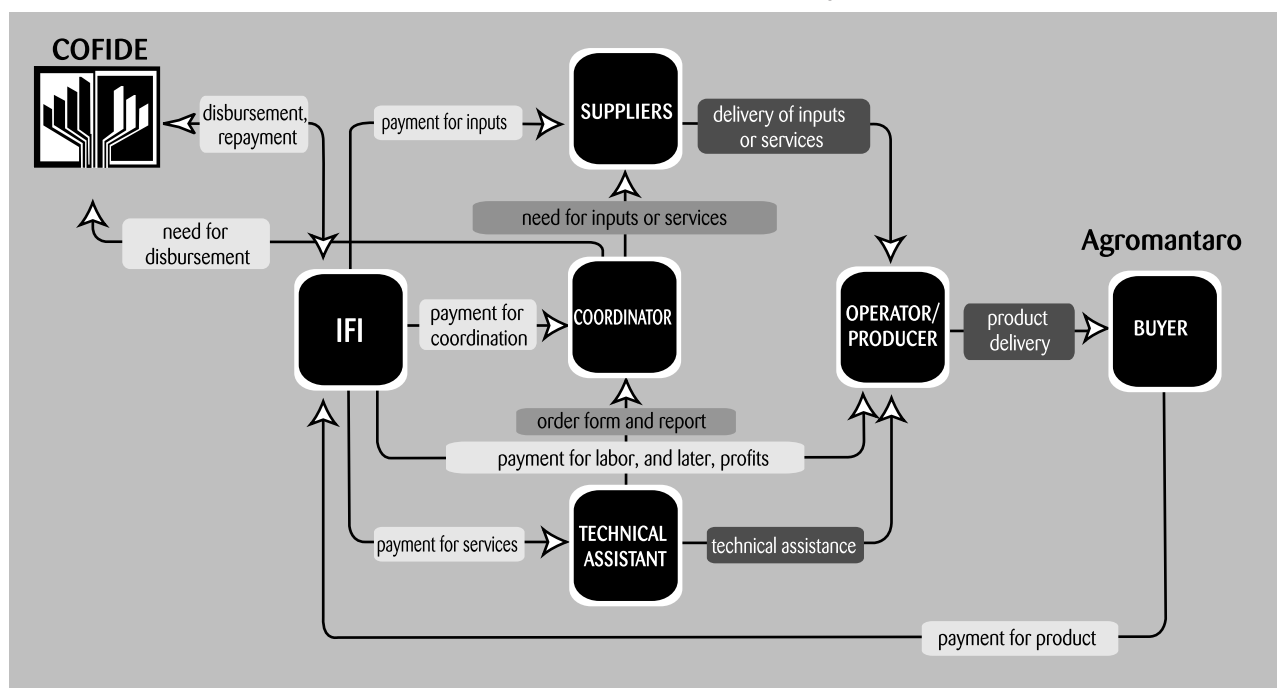 COFIDE
disbursement,
repayment
payment for inputs
SUPPLIERS
delivery of inputs
or services
need for
disbursement
need for inputs or services
Agromantaro
IFI
payment for
coordination
COORDINATOR
OPERATOR/
PRODUCER
product
delivery
BUYER
order form and report
payment for labor, and later, profits
payment for services
TECHNICAL
ASSISTANT
technical assistance
payment for product